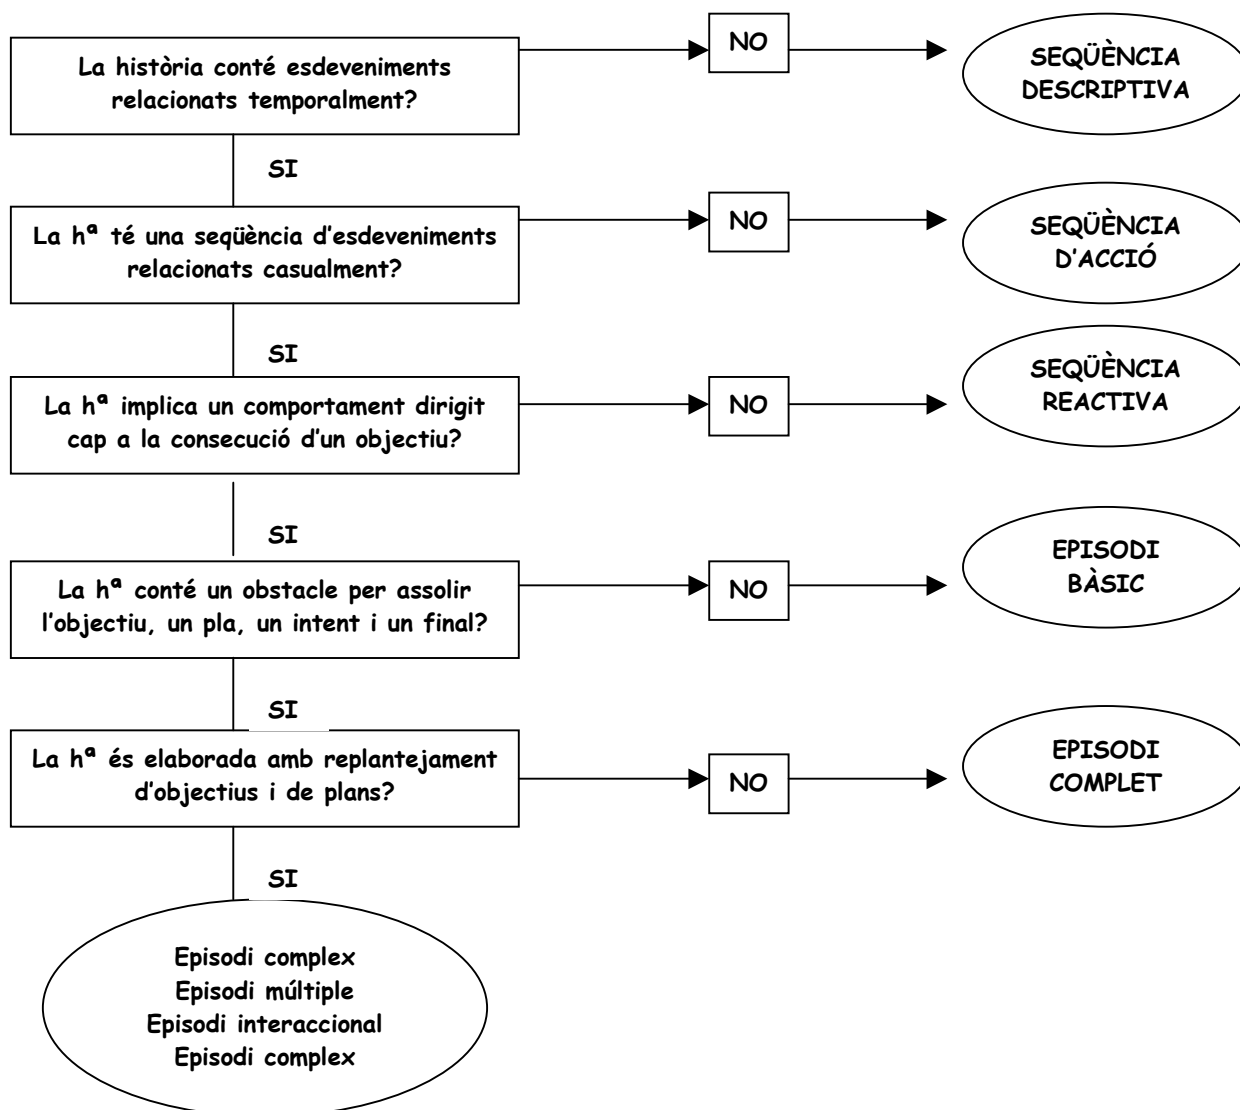 La història conté esdeveniments
relacionats temporalment?
NO
SEQÜÈNCIA
DESCRIPTIVA
SI
La hª té una seqüència d'esdeveniments
relacionats casualment?
NO
SEQÜÈNCIA
D'ACCIÓ
SI
La hª implica un comportament dirigit
cap a la consecució d'un objectiu?
NO
SEQÜÈNCIA
REACTIVA
SI
La hª conté un obstacle per assolir
l'objectiu, un pla, un intent i un final?
NO
EPISODI
BÀSIC
SI
La hª és elaborada amb replantejament
d'objectius i de plans?
NO
EPISODI
COMPLET
SI
Episodi complex
Episodi múltiple
Episodi interaccional
Episodi complex